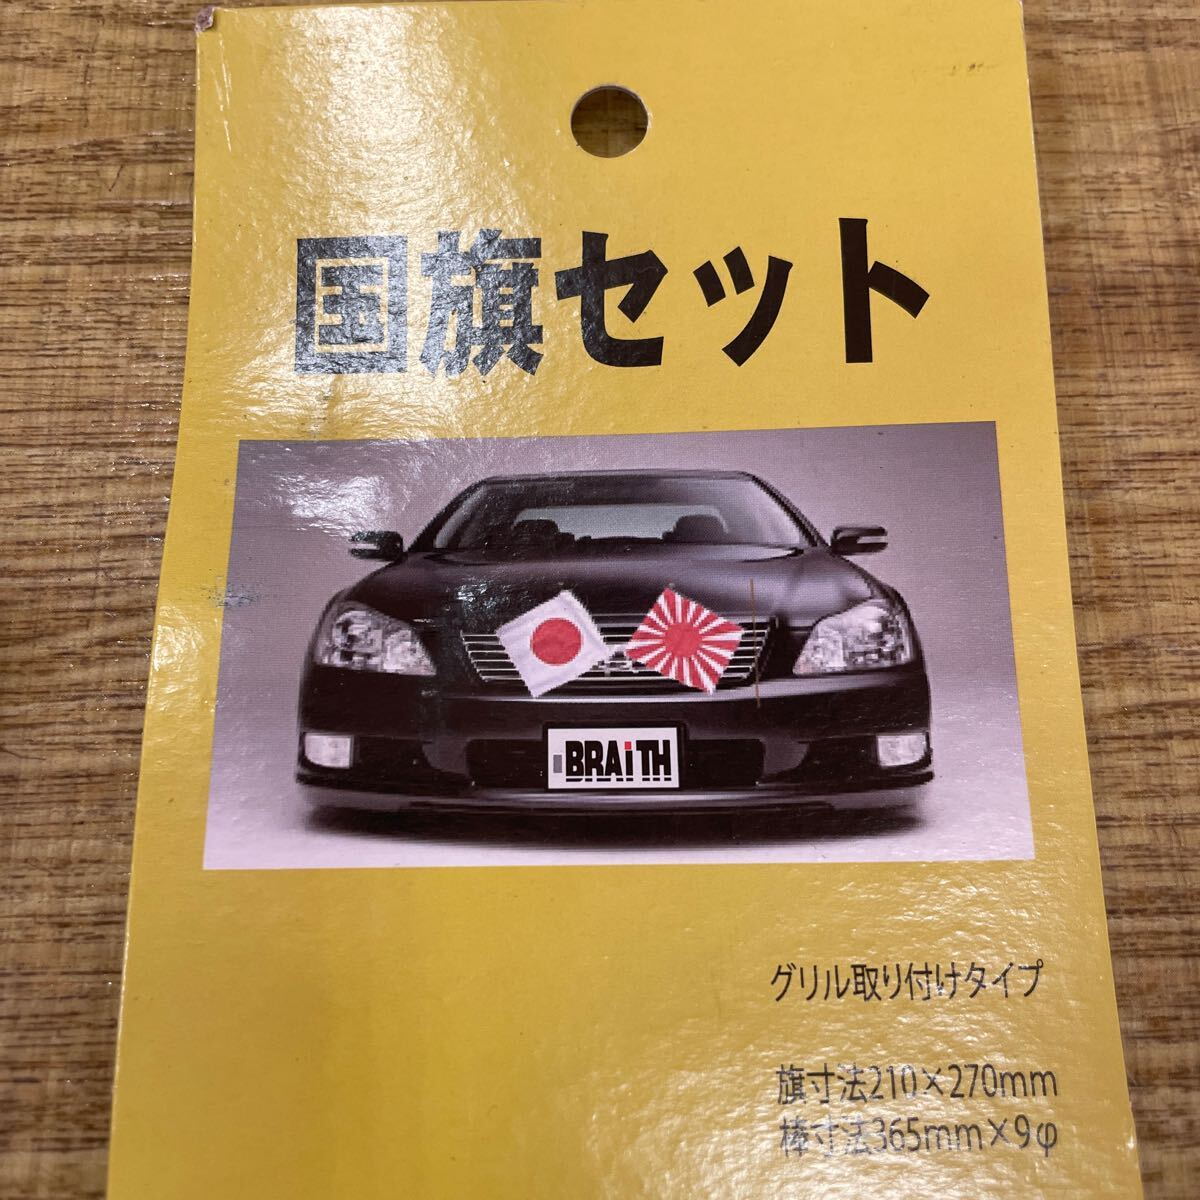 国旗セット
BRAiTH
グリル取り付けタイプ
旗寸法210×270mm
棒寸法365mm×9φ